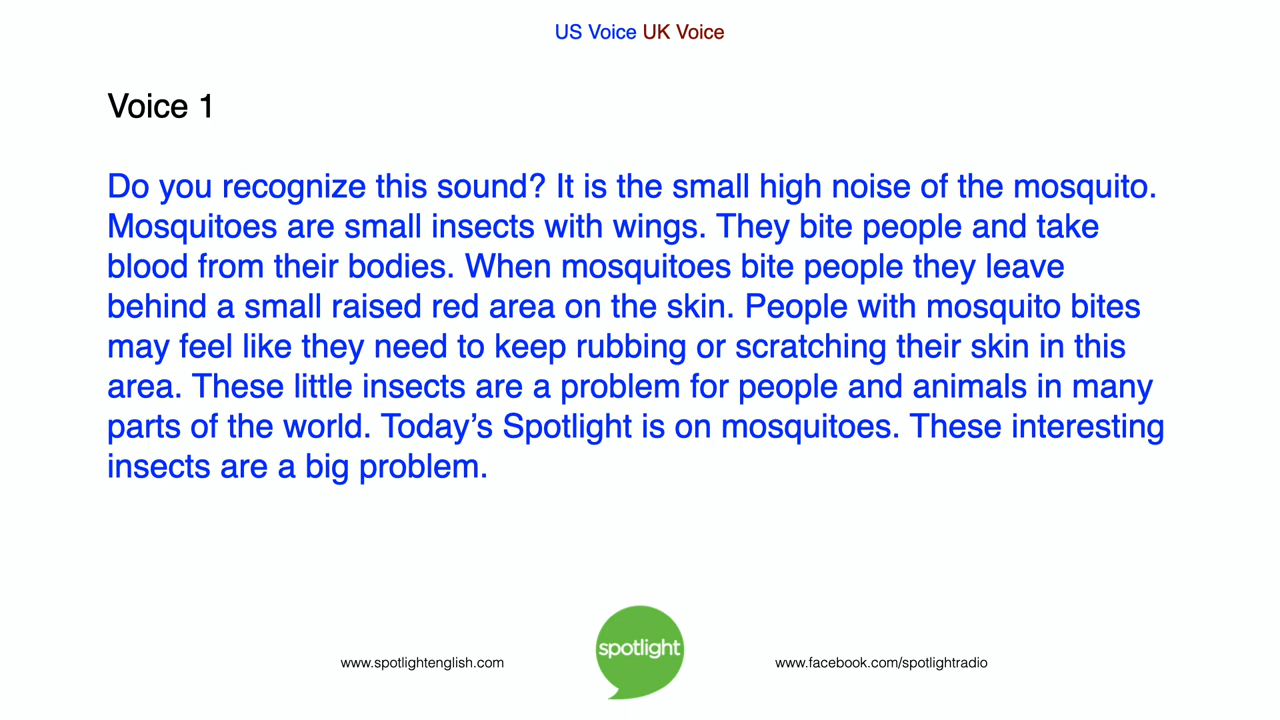 US Voice UK Voice
Voice 1
Do you recognize this sound? It is the small high noise of the mosquito.
Mosquitoes are small insects with wings. They bite people and take
blood from their bodies. When mosquitoes bite people they leave
behind a small raised red area on the skin. People with mosquito bites
may feel like they need to keep rubbing or scratching their skin in this
area. These little insects are a problem for people and animals in many
parts of the world. Today’s Spotlight is on mosquitoes. These interesting
insects are a big problem.
spotlight
www.spotlightenglish.com
www.facebook.com/spotlightradio